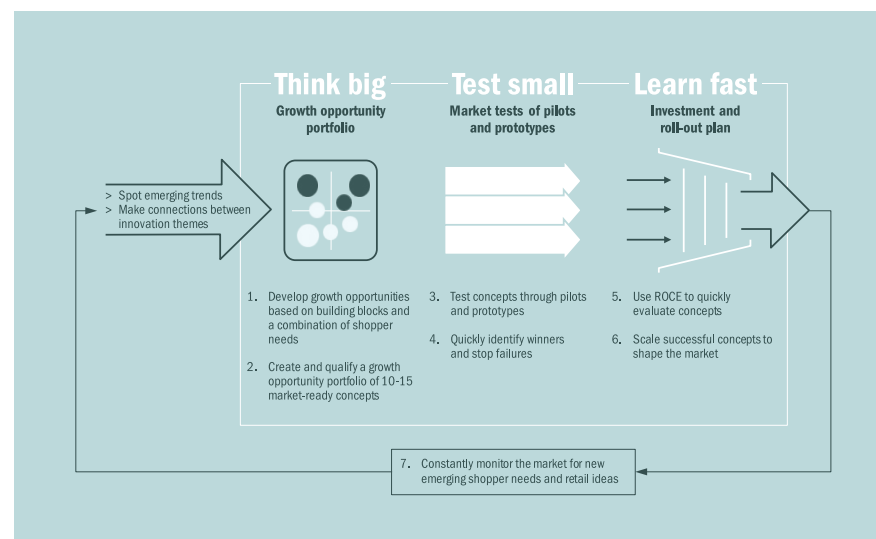 Think big
Growth opportunity
portfolio
Test small
Market tests of pilots
and prototypes
Learn fast
Investment and
roll-out plan
> Spot emerging trends
> Make connections between
innovation themes
1. Develop growth opportunities
based on building blocks and
a combination of shopper
needs
2. Create and qualify a growth
opportunity portfolio of 10-15
market-ready concepts
3. Test concepts through pilots
and prototypes
4. Quickly identify winners
and stop failures
5. Use ROCE to quickly
evaluate concepts
6. Scale successful concepts to
shape the market
7. Constantly monitor the market for new
emerging shopper needs and retail ideas